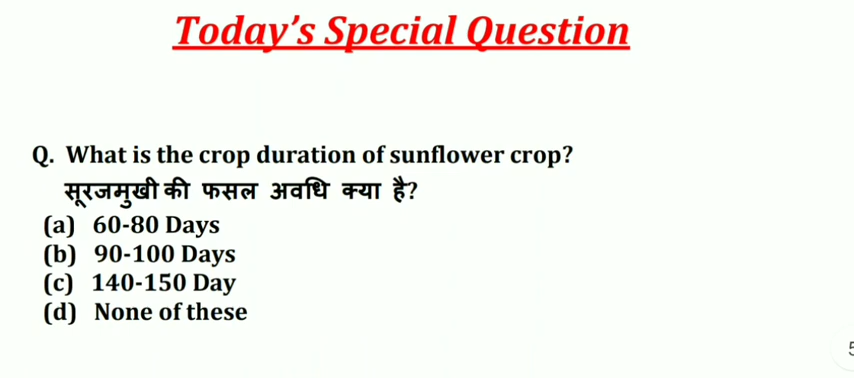 Today's Special Question
Q. What is the crop duration of sunflower crop?
सूरजमुखी की फसल अवधि क्या है?
(a) 60-80 Days
(b) 90-100 Days
(c) 140-150 Day
(d) None of these